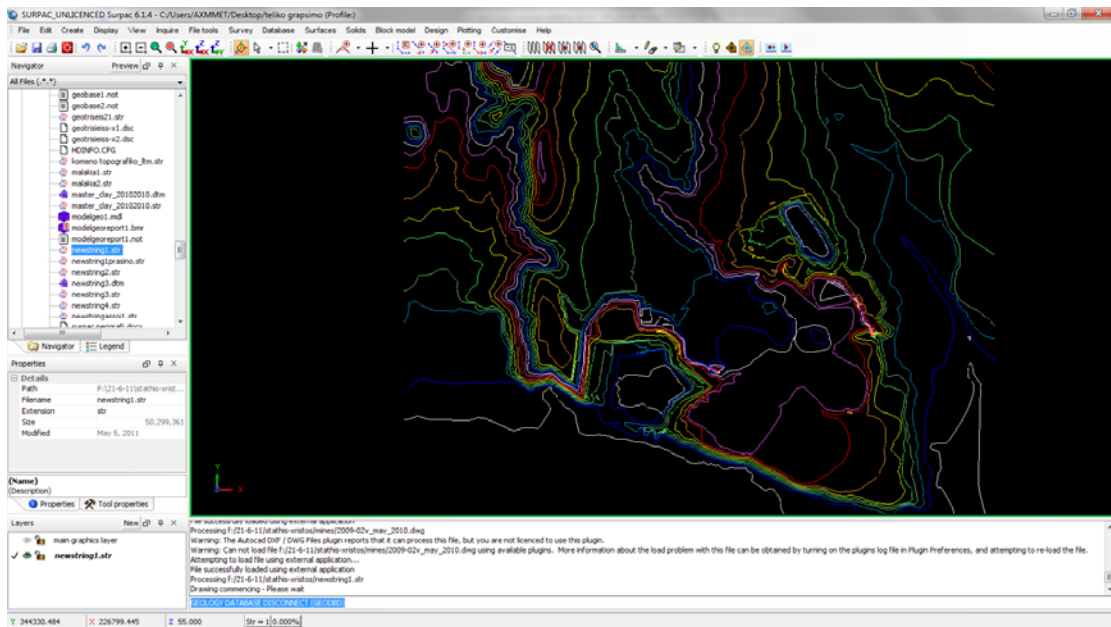 SURPAC_UNLICENCED Surpac 6.1.4 - C:/Users/AXMMET/Desktop/teliko grapsimo (Profile:)
File Edit Create Display View Inquire File tools Survey Database Surfaces Solids Block model Design Plotting Customise Help
Navigator Preview
All Files (*.*)
geobase1.not
geobase2.not
geotriseis21.str
geotrisieiss-x1.dsc
geotrisieiss-x2.dsc
HDINFO.CFG
komeno topografiko_ltm.str
malakia1.str
malakia2.str
master_clay_20102010.dtm
master_clay_20102010.str
modelgeo1.mdl
modelgeoreport1.bmr
modelgeoreport1.not
newstring1.str
newstring1prasino.str
newstring2.str
newstring3.dtm
newstring3.str
newstring4.str
newstringanooi1.str
Navigator Legend
Properties
Details
Path F:\21-6-11\stathis-xrist...
Filename newstring1.str
Extension str
Size 50,299,361
Modified May 5, 2011
(Name)
(Description)
Properties Tool properties
Layers New
main graphics layer
newstring1.str
Y
X
File successfully loaded using external application
Processing f:/21-6-11/stathis-xristos/mines/2009-02v_may_2010.dwg
Warning: The Autocad DXF / DWG Files plugin reports that it can process this file, but you are not licenced to use this plugin.
Warning: Can not load file f:/21-6-11/stathis-xristos/mines/2009-02v_may_2010.dwg using available plugins. More information about the load problem with this file can be obtained by turning on the plugins log file in Plugin Preferences, and attempting to re-load the file.
Attempting to load file using external application...
File successfully loaded using external application
Processing f:/21-6-11/stathis-xristos/newstring1.str
Drawing commencing - Please wait
GEOLOGY DATABASE DISCONNECT (GEODBD)
Y 344330.484 X 226799.445 Z 55.000 Str = 1 0.000%